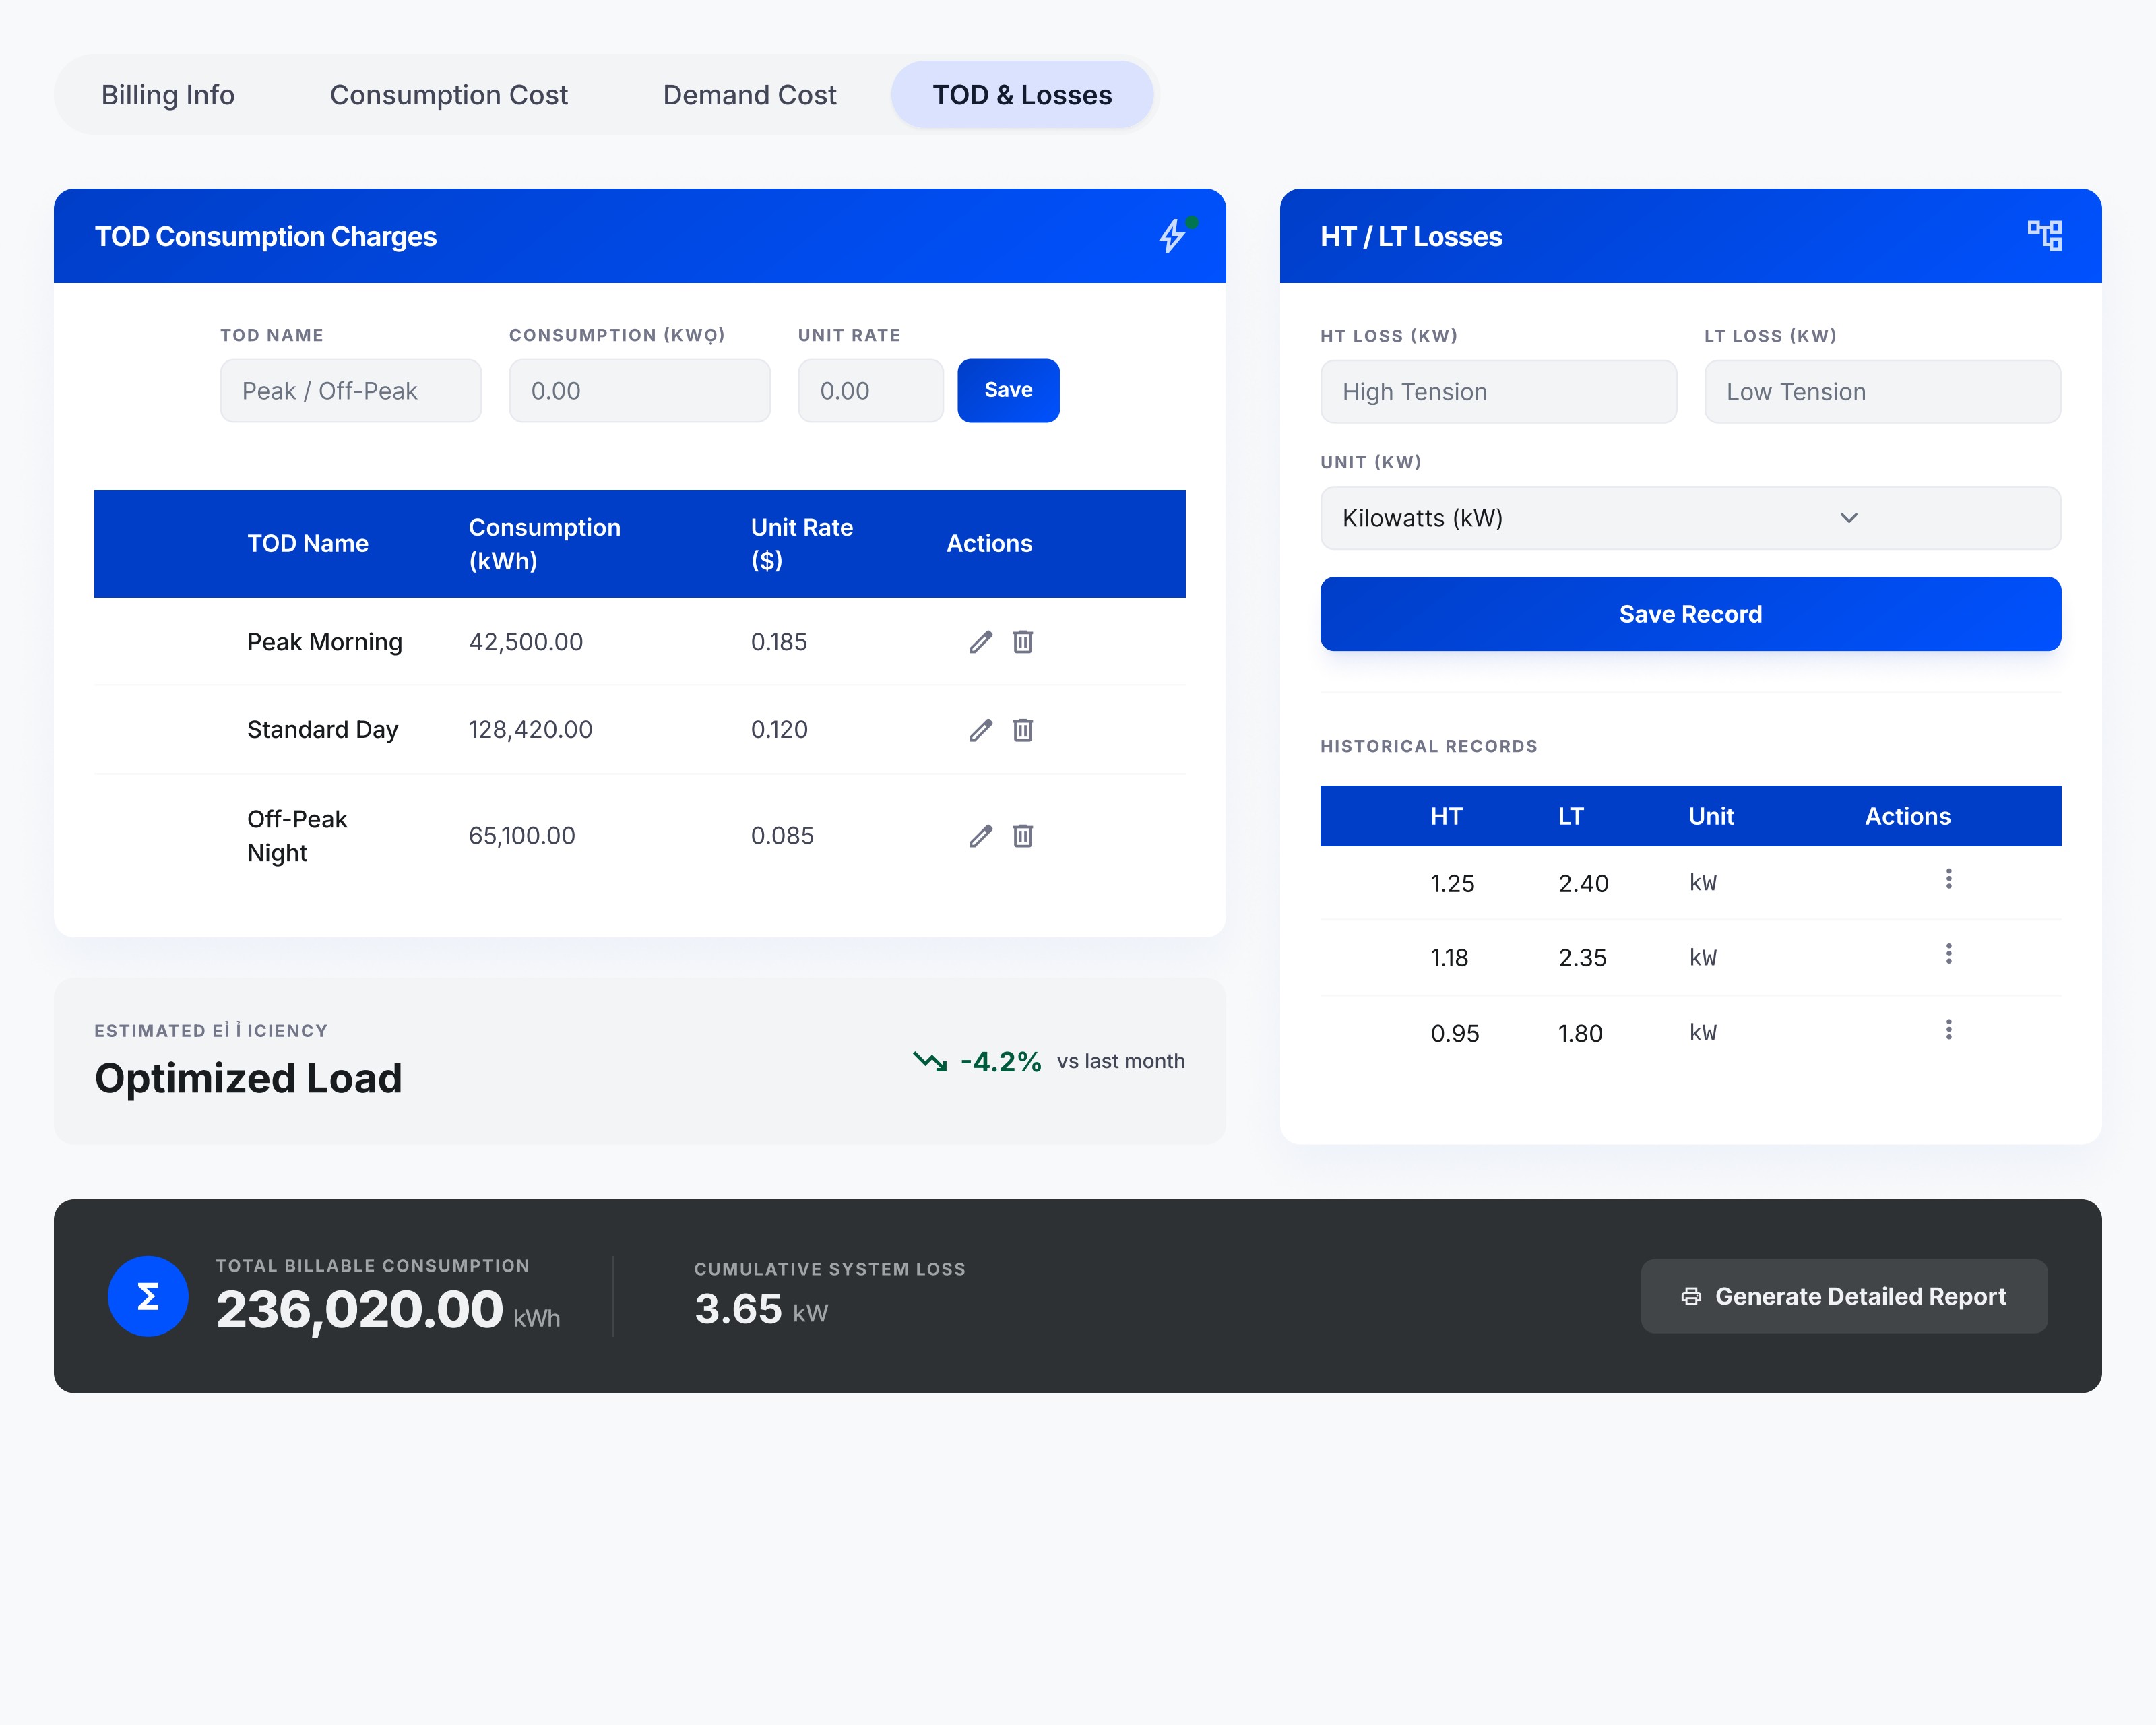 Billing Info Consumption Cost Demand Cost TOD & Losses
TOD Consumption Charges
TOD NAME CONSUMPTION (KWỌ) UNIT RATE
Peak / Off-Peak 0.00 0.00 Save
TOD Name Consumption (kWh) Unit Rate ($) Actions
Peak Morning 42,500.00 0.185
Standard Day 128,420.00 0.120
Off-Peak Night 65,100.00 0.085
ESTIMATED EÌ Ì ICIENCY
Optimized Load
-4.2% vs last month
HT / LT Losses
HT LOSS (KW) LT LOSS (KW)
High Tension Low Tension
UNIT (KW)
Kilowatts (kW)
Save Record
HISTORICAL RECORDS
HT LT Unit Actions
1.25 2.40 kW
1.18 2.35 kW
0.95 1.80 kW
Σ
TOTAL BILLABLE CONSUMPTION
236,020.00 kWh
CUMULATIVE SYSTEM LOSS
3.65 kW
Generate Detailed Report